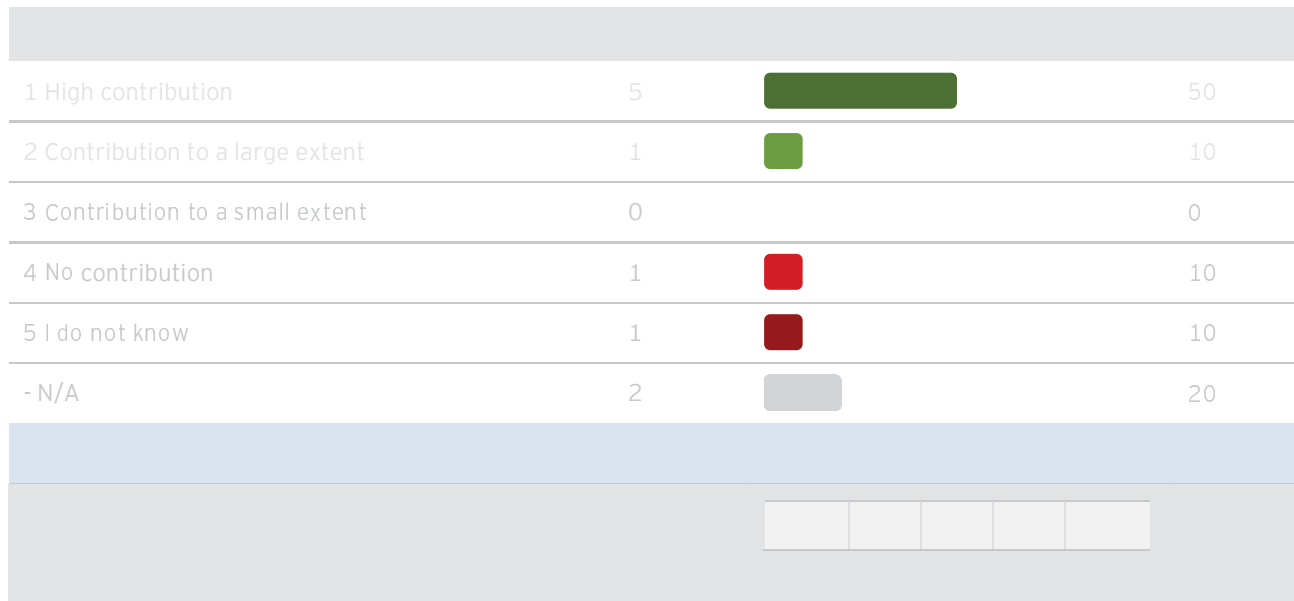 1 High contribution 5 50
2 Contribution to a large extent 1 10
3 Contribution to a small extent 0 0
4 No contribution 1 10
5 I do not know 1 10
- N/A 2 20